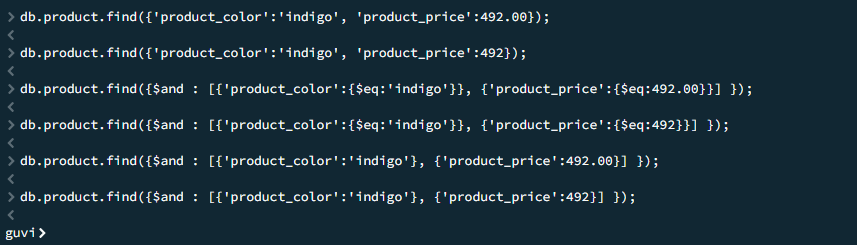 > db.product.find({'product_color':'indigo', 'product_price':492.00});
<
> db.product.find({'product_color':'indigo', 'product_price':492});
<
> db.product.find({$and : [{'product_color':{$eq:'indigo'}}, {'product_price':{$eq:492.00}}] });
<
> db.product.find({$and : [{'product_color':{$eq:'indigo'}}, {'product_price':{$eq:492}}] });
<
> db.product.find({$and : [{'product_color':'indigo'}, {'product_price':492.00}] });
<
> db.product.find({$and : [{'product_color':'indigo'}, {'product_price':492}] });
<
guvi>